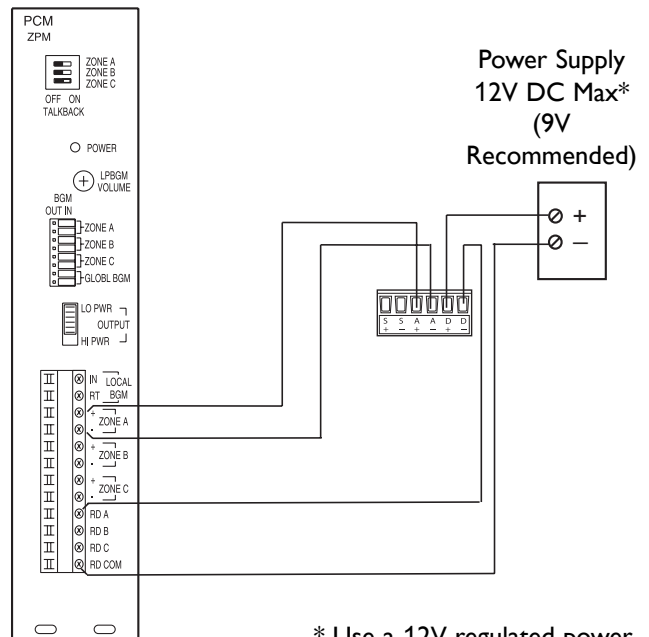 PCM
ZPM
ZONE A
ZONE B
ZONE C
OFF ON
TALKBACK
POWER
LPBGM
VOLUME
BGM
OUT IN
ZONE A
ZONE B
ZONE C
GLOBL BGM
LO PWR
OUTPUT
HI PWR
IN LOCAL
RT BGM
+
ZONE A
-
+
ZONE B
-
+
ZONE C
-
RD A
RD B
RD C
RD COM
S S A A D D
+ - + - + -
Power Supply
12V DC Max*
(9V
Recommended)
+
-
* Use a 12V regulated power